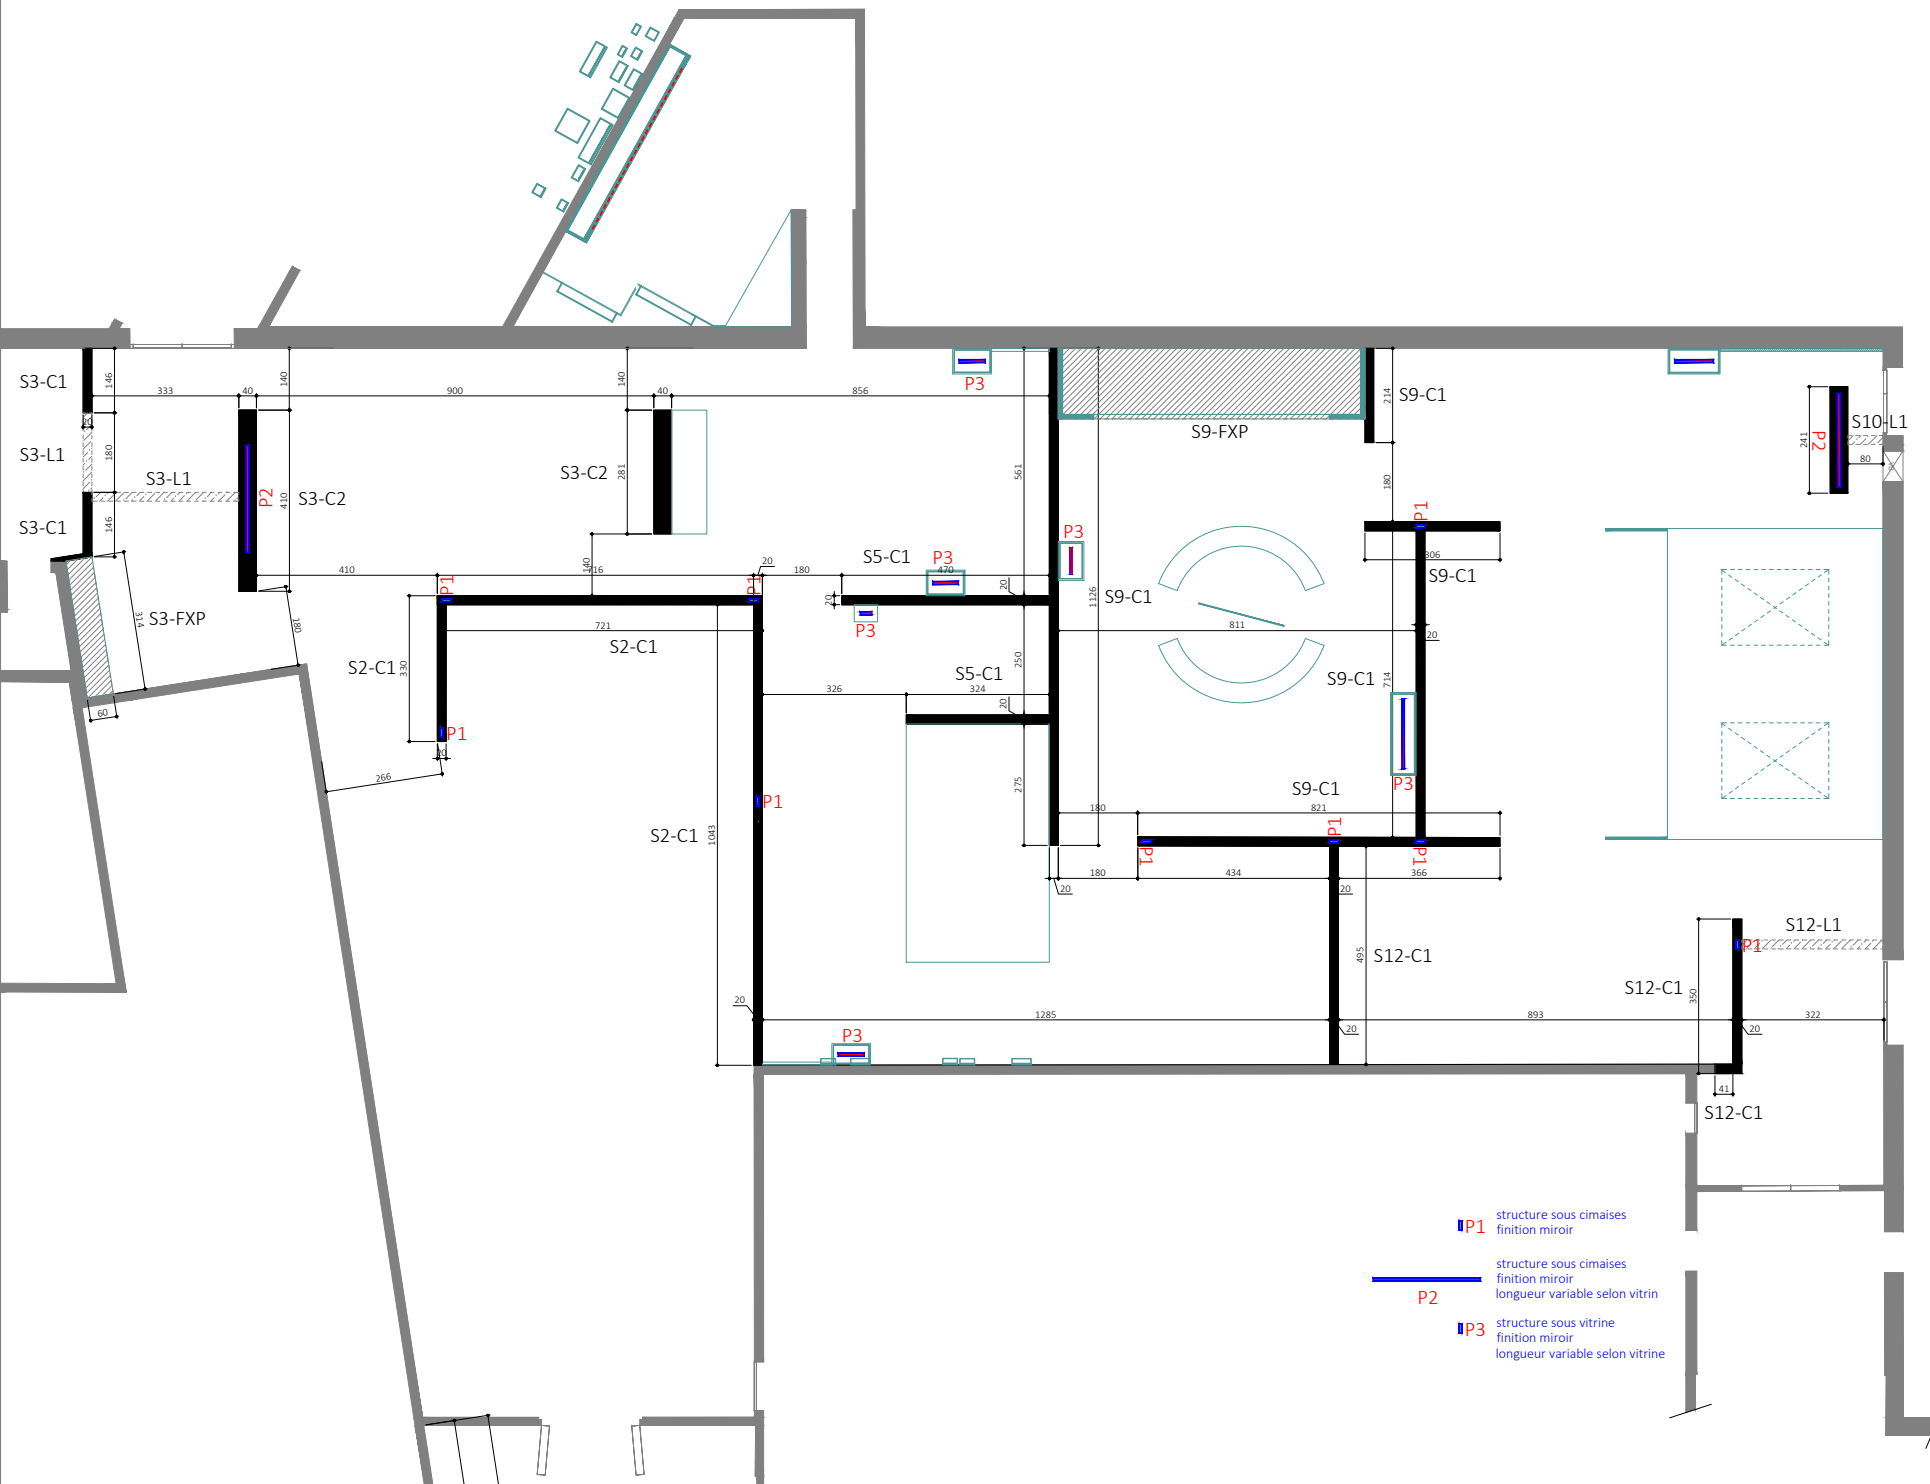 S3-C1
146
333
40
140
900
140
40
856
P3
S9-C1
214
S9-FXP
S3-L1
180
S3-L1
P2
410
S3-C2
S3-C2
281
561
180
241
P2
S10-L1
80
S3-C1
146
S3-FXP
314
180
60
410
P1
716
140
P1
20
180
S5-C1
P3
470
20
20
P3
P3
S9-C1
1126
P1
306
S9-C1
811
20
S9-C1
714
P3
S2-C1
330
721
S2-C1
P1
20
266
S5-C1
250
326
324
20
275
P1
S2-C1
1043
S9-C1
180
821
P1
P1
P1
180
434
366
20
20
495
S12-C1
S12-L1
P1
S12-C1
350
20
1285
20
893
20
322
P3
41
S12-C1
P1
structure sous cimaises
finition miroir
P2
structure sous cimaises
finition miroir
longueur variable selon vitrin
P3
structure sous vitrine
finition miroir
longueur variable selon vitrine